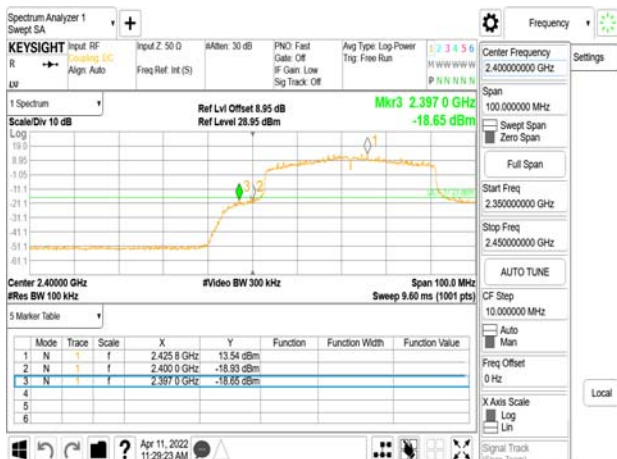 Spectrum Analyzer 1
Swept SA
Frequency
Settings
KEYSIGHT
R
Input: RF
Coupling: DC
Align: Auto
Input Z: 50 Ω
Freq Ref: Int (S)
#Atten: 30 dB
PNO: Fast
Gate: Off
IF Gain: Low
Sig Track: Off
Avg Type: Log-Power
Trig: Free Run
1 2 3 4 5 6
M W W W W W
P N N N N N
1 Spectrum
Scale/Div 10 dB
Ref Lvl Offset 8.95 dB
Ref Level 28.95 dBm
Mkr3 2.397 0 GHz
-18.65 dBm
Log
19.0
8.95
-1.05
-11.1
-21.1
-31.1
-41.1
-51.1
-61.1
1
3
2
Center 2.40000 GHz
#Res BW 100 kHz
#Video BW 300 kHz
Span 100.0 MHz
Sweep 9.60 ms (1001 pts)
5 Marker Table
Mode Trace Scale X Y Function Function Width Function Value
1 N 1 f 2.425 8 GHz 13.54 dBm
2 N 1 f 2.400 0 GHz -18.93 dBm
3 N 1 f 2.397 0 GHz -18.65 dBm
4
5
6
?
Apr 11, 2022
11:29:23 AM
Center Frequency
2.400000000 GHz
Span
100.000000 MHz
Swept Span
Zero Span
Full Span
Start Freq
2.350000000 GHz
Stop Freq
2.450000000 GHz
AUTO TUNE
CF Step
10.000000 MHz
Auto
Man
Freq Offset
0 Hz
X Axis Scale
Log
Lin
Signal Track
Local